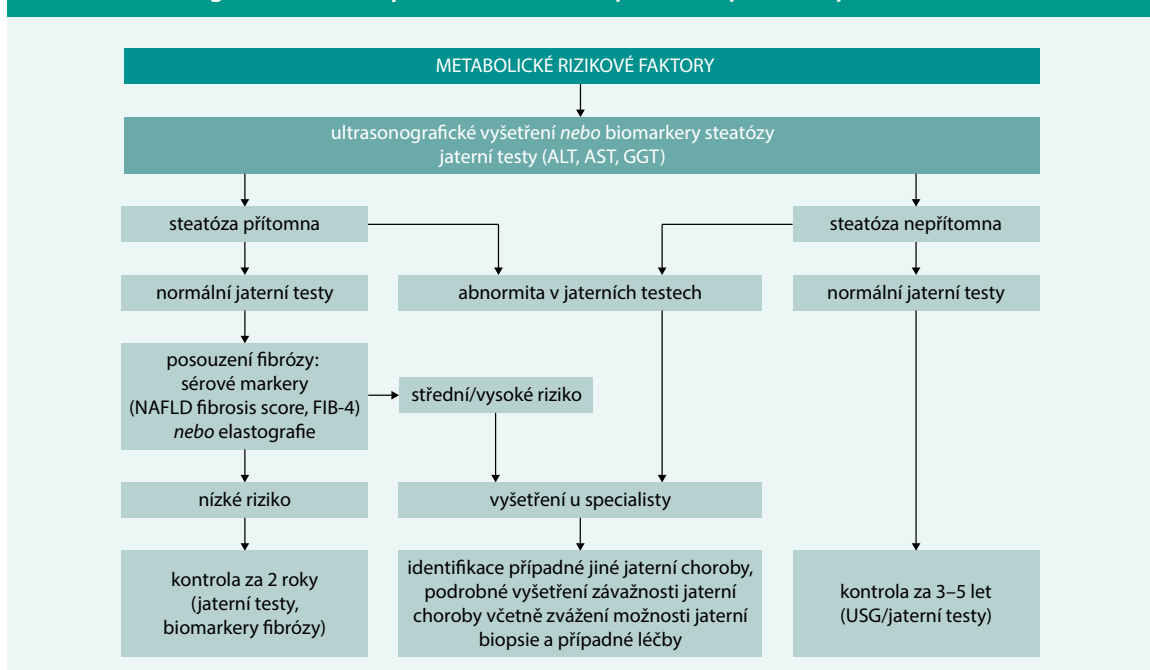 METABOLICKÉ RIZIKOVÉ FAKTORY
ultrasonografické vyšetření nebo biomarkery steatózy
jaterní testy (ALT, AST, GGT)
steatóza přítomna
steatóza nepřítomna
normální jaterní testy
abnormita v jaterních testech
normální jaterní testy
posouzení fibrózy:
sérové markery
(NAFLD fibrosis score, FIB-4)
nebo elastografie
střední/vysoké riziko
nízké riziko
vyšetření u specialisty
kontrola za 2 roky
(jaterní testy,
biomarkery fibrózy)
identifikace případné jiné jaterní choroby,
podrobné vyšetření závažnosti jaterní
choroby včetně zvážení možnosti jaterní
biopsie a případné léčby
kontrola za 3–5 let
(USG/jaterní testy)